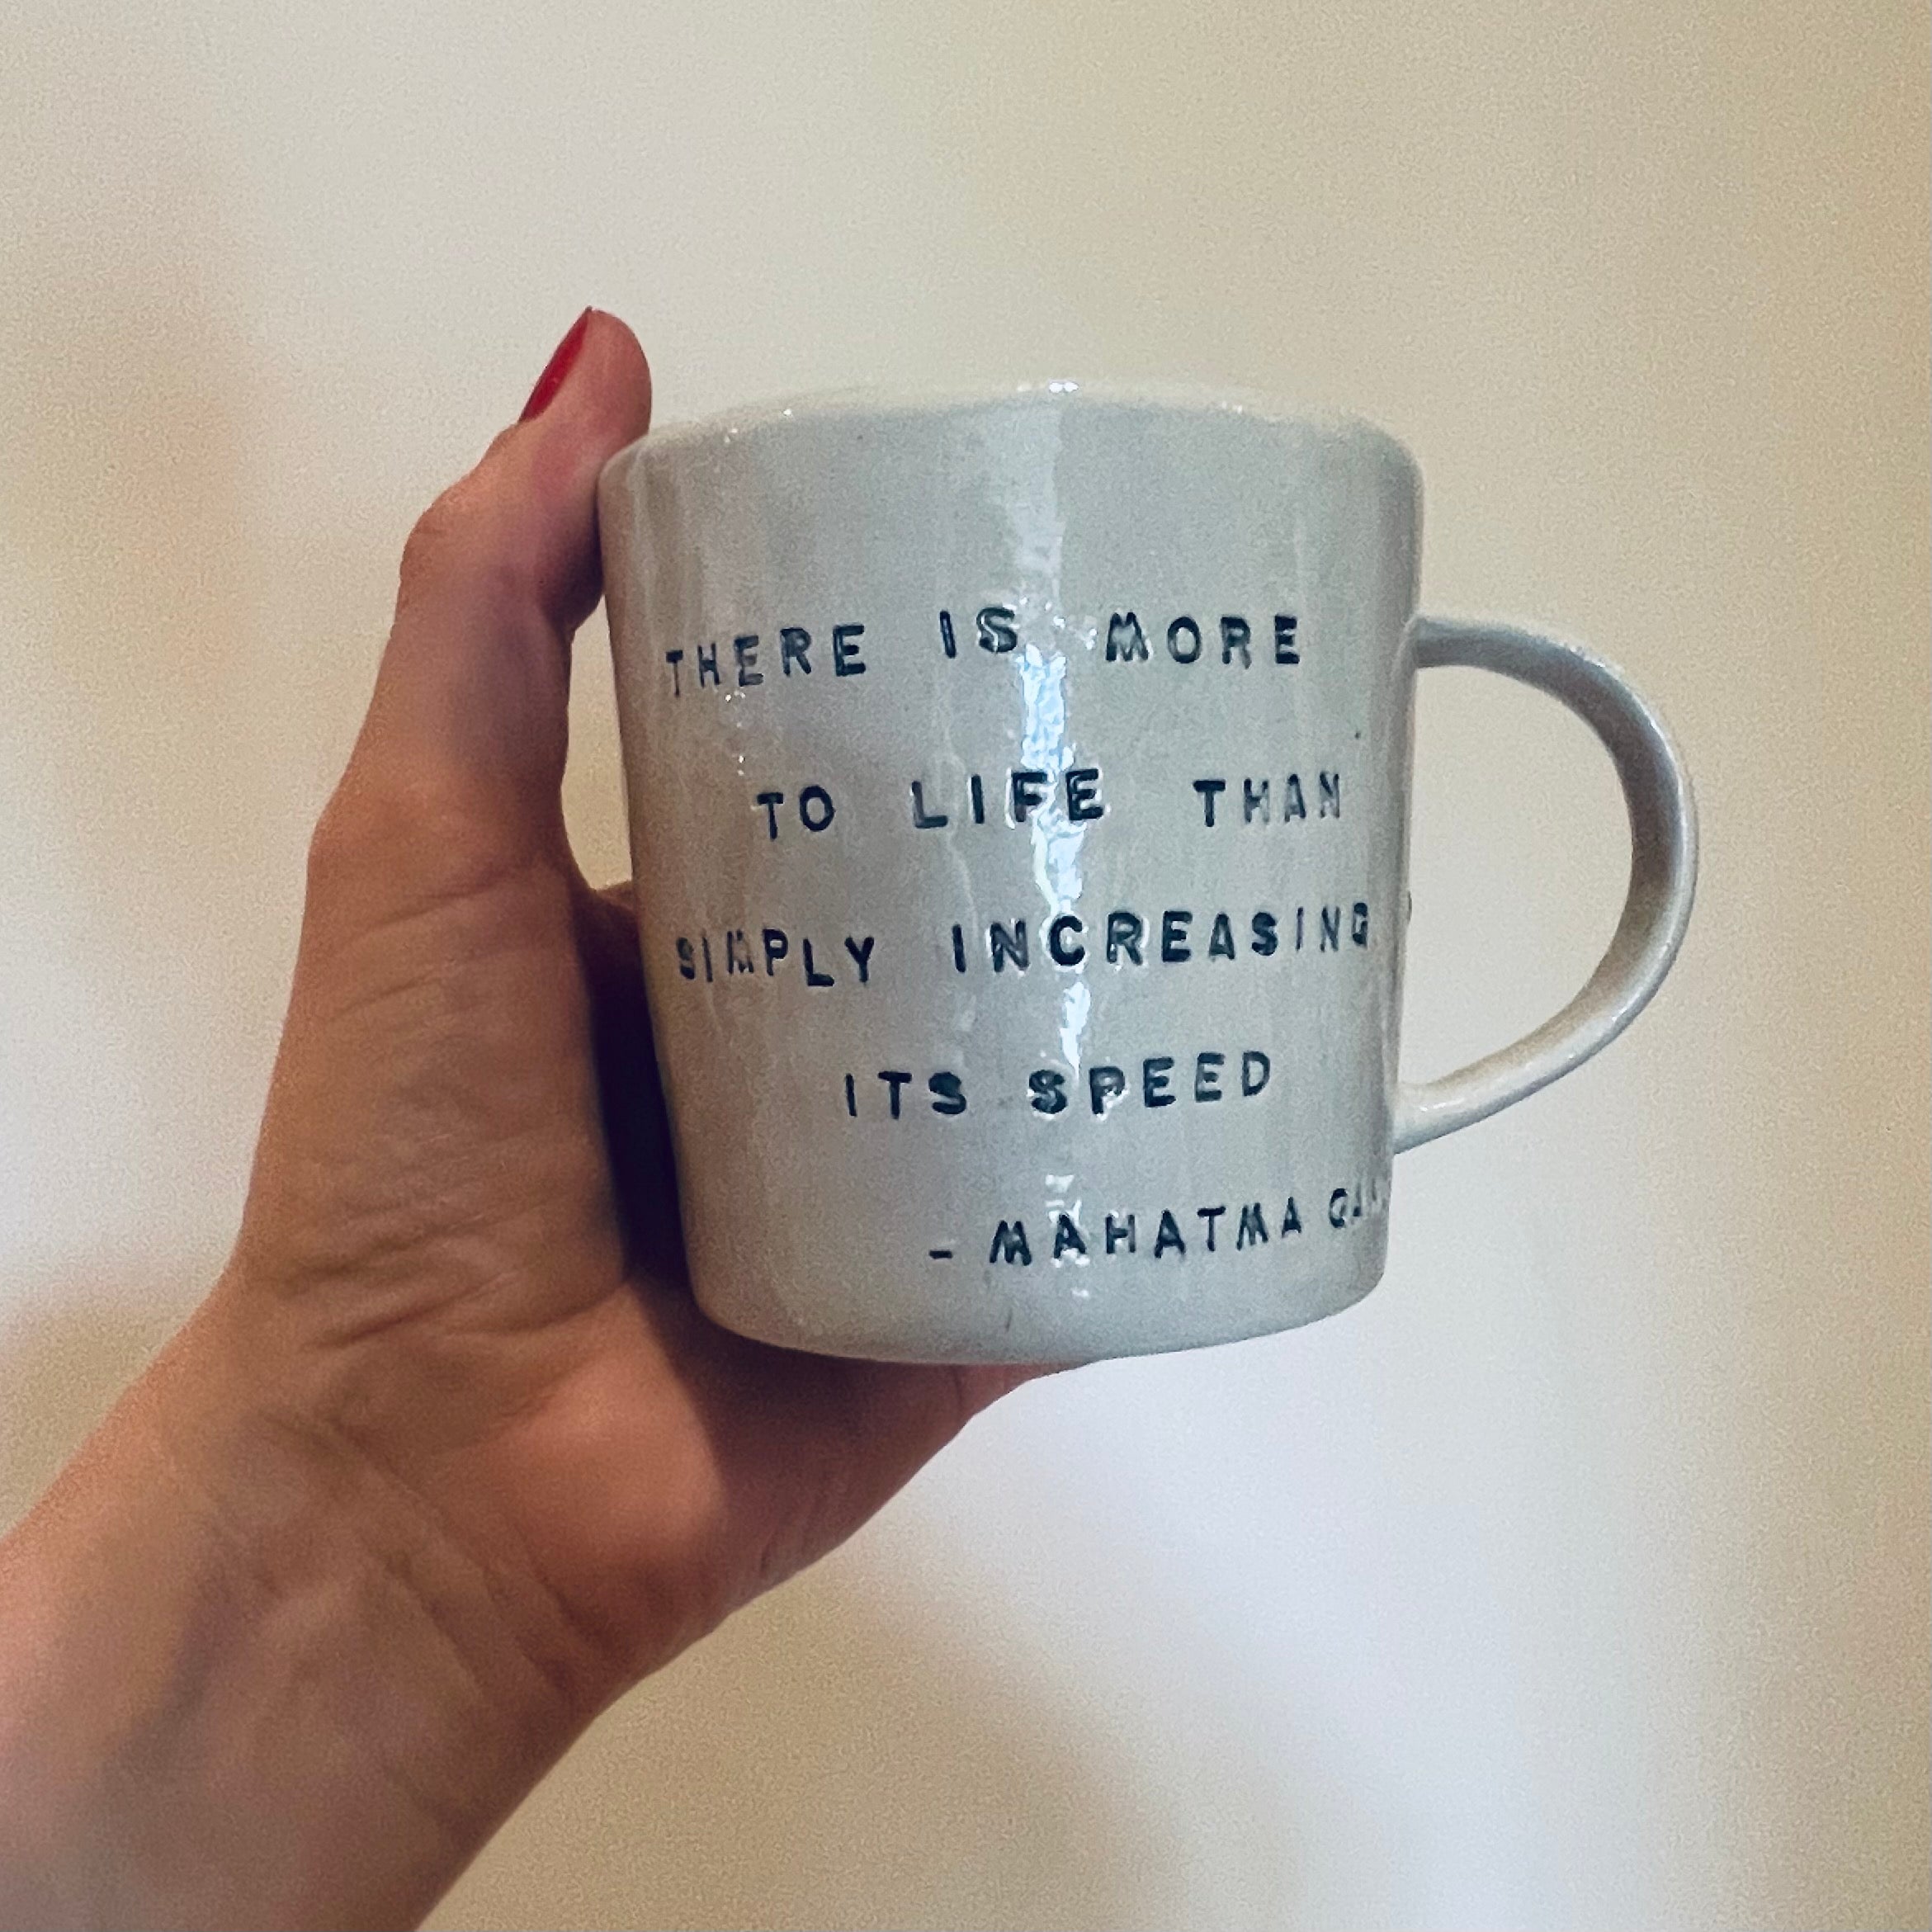 THERE IS MORE
TO LIFE THAN
SIMPLY INCREASING
ITS SPEED
- MAHATMA